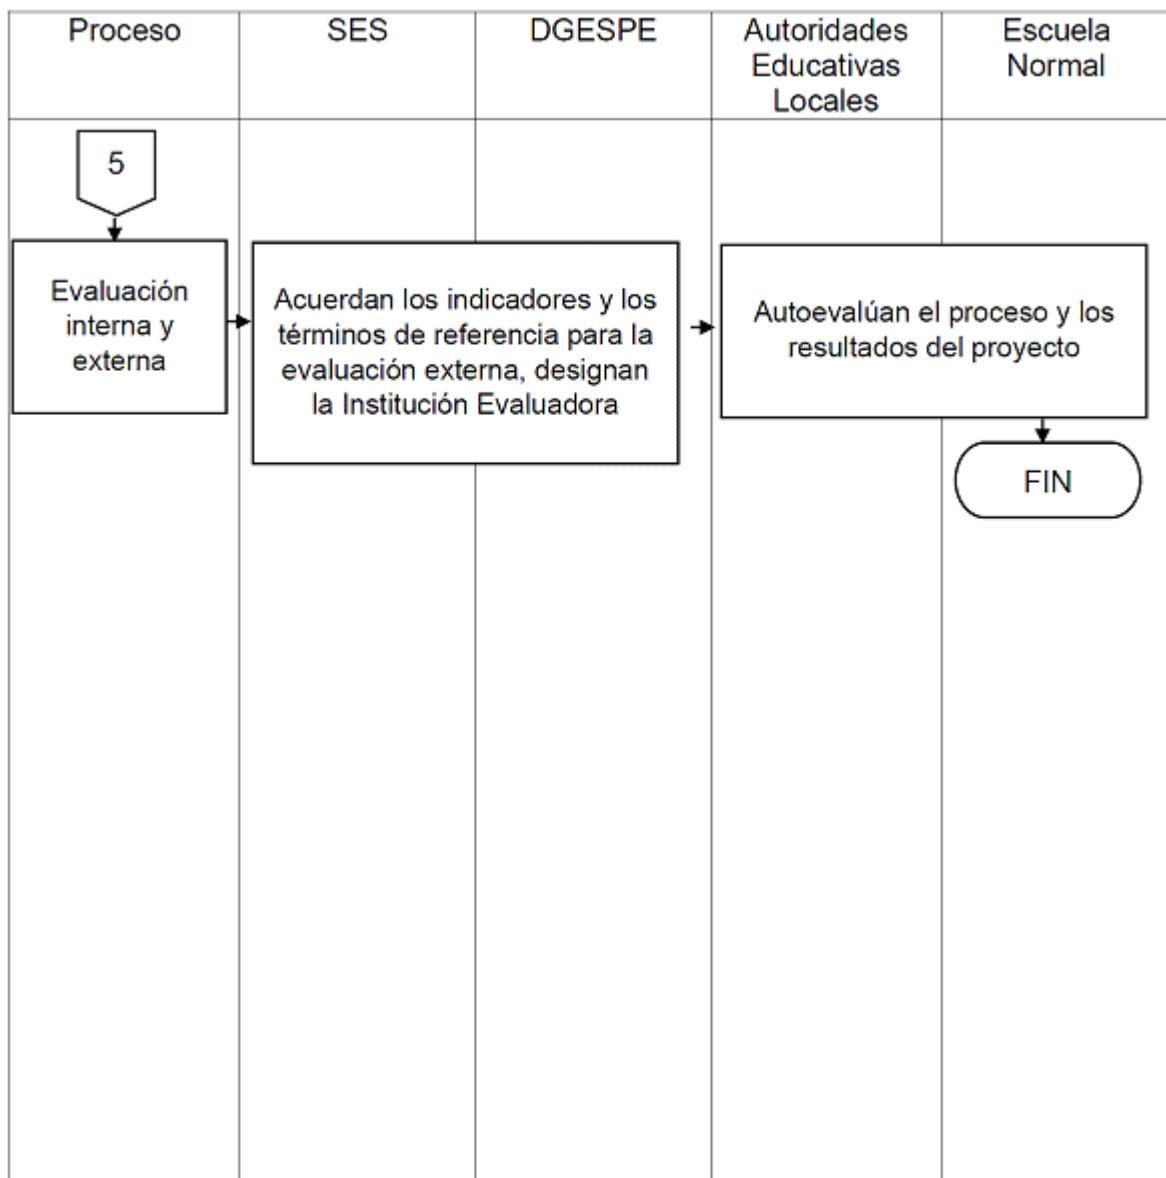 Proceso
SES
DGESPE
Autoridades
Educativas
Locales
Escuela
Normal
5
Evaluación
interna y
externa
Acuerdan los indicadores y los
términos de referencia para la
evaluación externa, designan
la Institución Evaluadora
Autoevalúan el proceso y los
resultados del proyecto
FIN